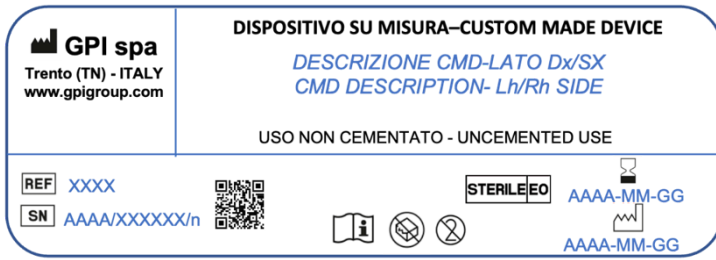 GPI spa
Trento (TN) - ITALY
www.gpigroup.com
DISPOSITIVO SU MISURA–CUSTOM MADE DEVICE
DESCRIZIONE CMD-LATO Dx/SX
CMD DESCRIPTION- Lh/Rh SIDE
USO NON CEMENTATO - UNCEMENTED USE
REF XXXX
SN AAAA/XXXXXX/n
STERILE EO
AAAA-MM-GG
AAAA-MM-GG